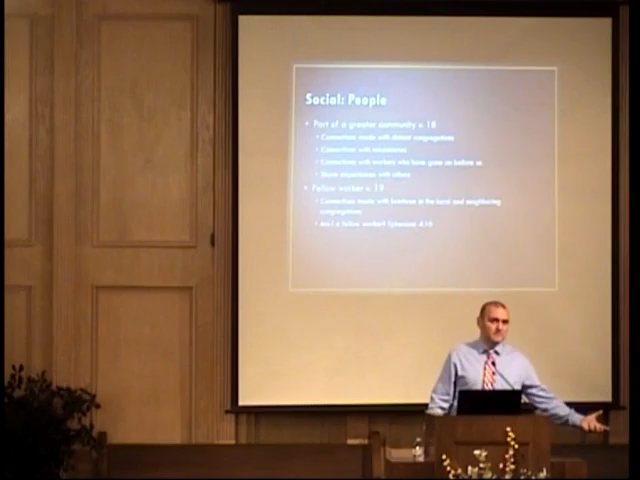 Social: People
• Part of a greater community v. 18
• Connections made with distant congregations
• Connections with missionaries
• Connections with workers who have gone on before us
• Share experiences with others
• Fellow worker v. 19
• Connections made with brethren in the local and neighboring
congregations
• Am I a fellow worker? Ephesians 4:16